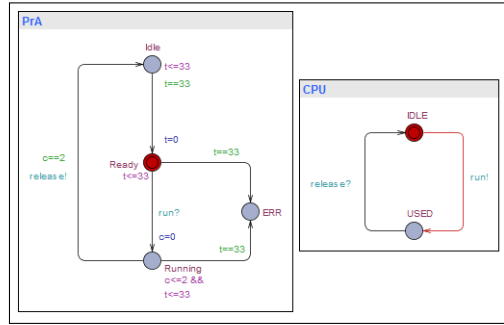 PrA
Idle
t<=33
t==33
t=0
Ready
t<=33
t==33
c==2
release!
run?
c=0
ERR
t==33
Running
c<=2 &&
t<=33
CPU
IDLE
release?
run!
USED